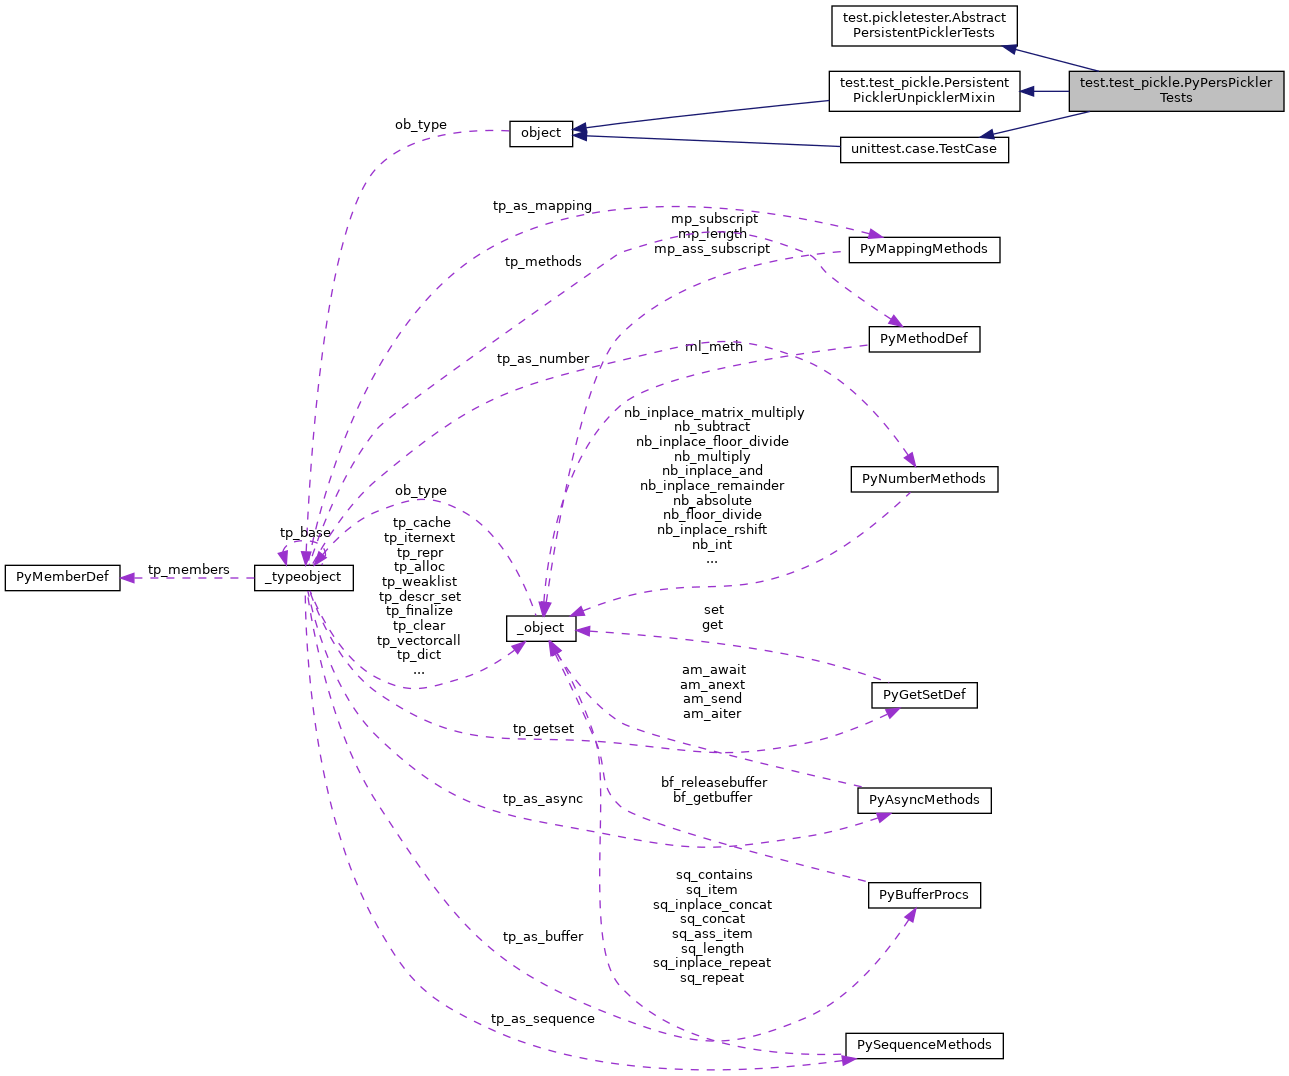 test.pickletester.Abstract
PersistentPicklerTests
test.test_pickle.Persistent
PicklerUnpicklerMixin
test.test_pickle.PyPersPickler
Tests
ob_type
object
unittest.case.TestCase
tp_as_mapping
mp_subscript
mp_length
mp_ass_subscript
PyMappingMethods
tp_methods
PyMethodDef
ml_meth
tp_as_number
nb_inplace_matrix_multiply
nb_subtract
nb_inplace_floor_divide
nb_multiply
nb_inplace_and
nb_inplace_remainder
nb_absolute
nb_floor_divide
nb_inplace_rshift
nb_int
...
PyNumberMethods
ob_type
tp_cache
tp_iternext
tp_repr
tp_alloc
tp_weaklist
tp_descr_set
tp_finalize
tp_clear
tp_vectorcall
tp_dict
...
tp_base
PyMemberDef
tp_members
_typeobject
_object
set
get
PyGetSetDef
am_await
am_anext
am_send
am_aiter
tp_getset
bf_releasebuffer
bf_getbuffer
tp_as_async
PyAsyncMethods
sq_contains
sq_item
sq_inplace_concat
sq_concat
sq_ass_item
sq_length
sq_inplace_repeat
sq_repeat
PyBufferProcs
tp_as_buffer
tp_as_sequence
PySequenceMethods